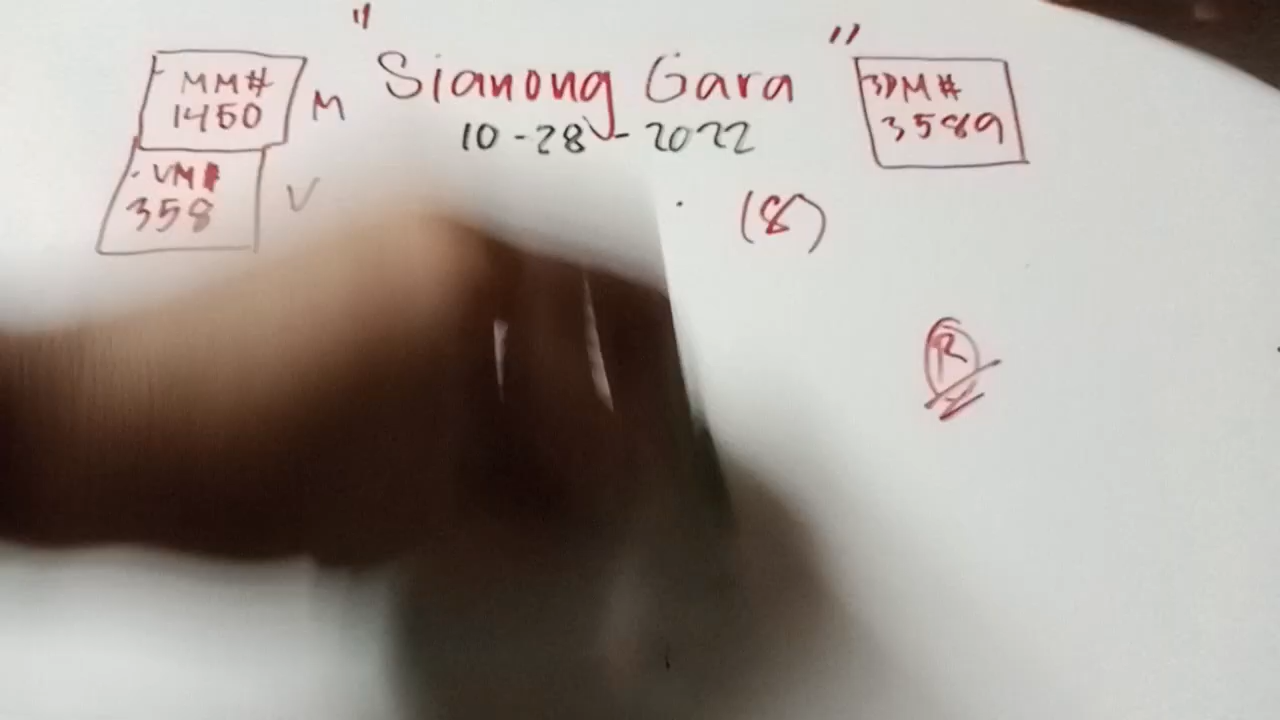 " Sianong Gara "
10-28-2022
MM#
1450
M
VM#
358
V
3DM#
3589
(8)
R